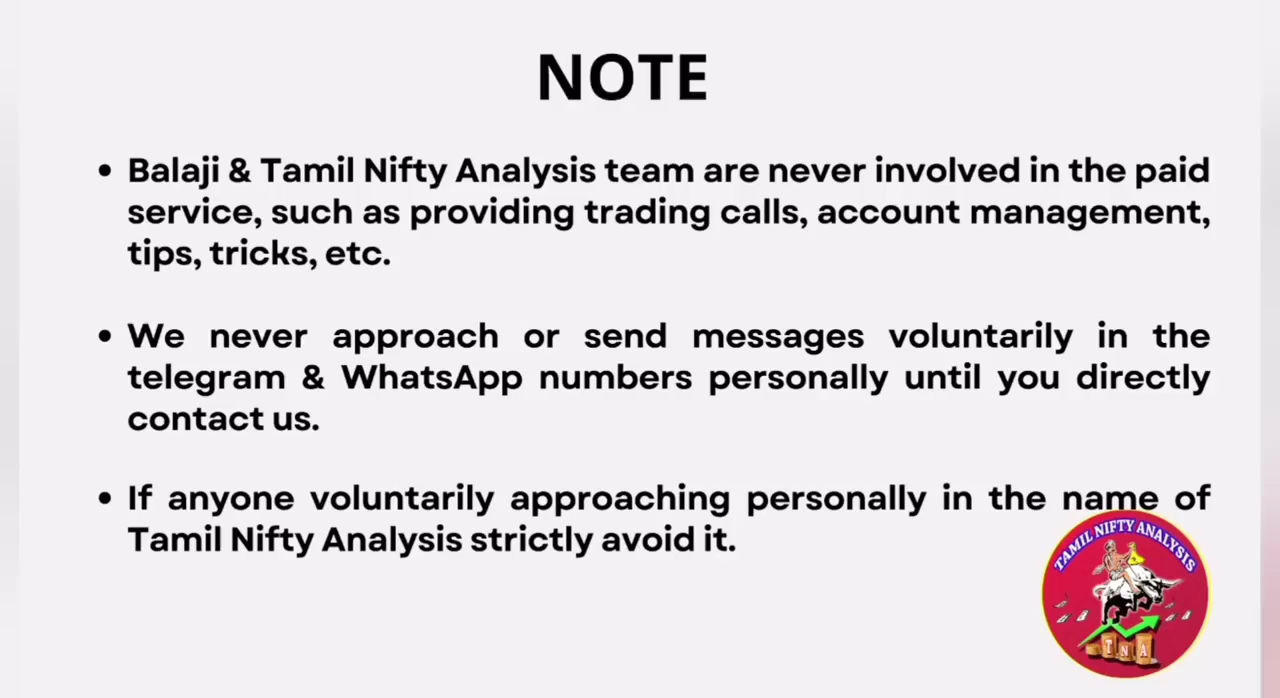 NOTE
• Balaji & Tamil Nifty Analysis team are never involved in the paid
service, such as providing trading calls, account management,
tips, tricks, etc.
• We never approach or send messages voluntarily in the
telegram & WhatsApp numbers personally until you directly
contact us.
• If anyone voluntarily approaching personally in the name of
Tamil Nifty Analysis strictly avoid it.
TAMIL NIFTY ANALYSIS
T N A